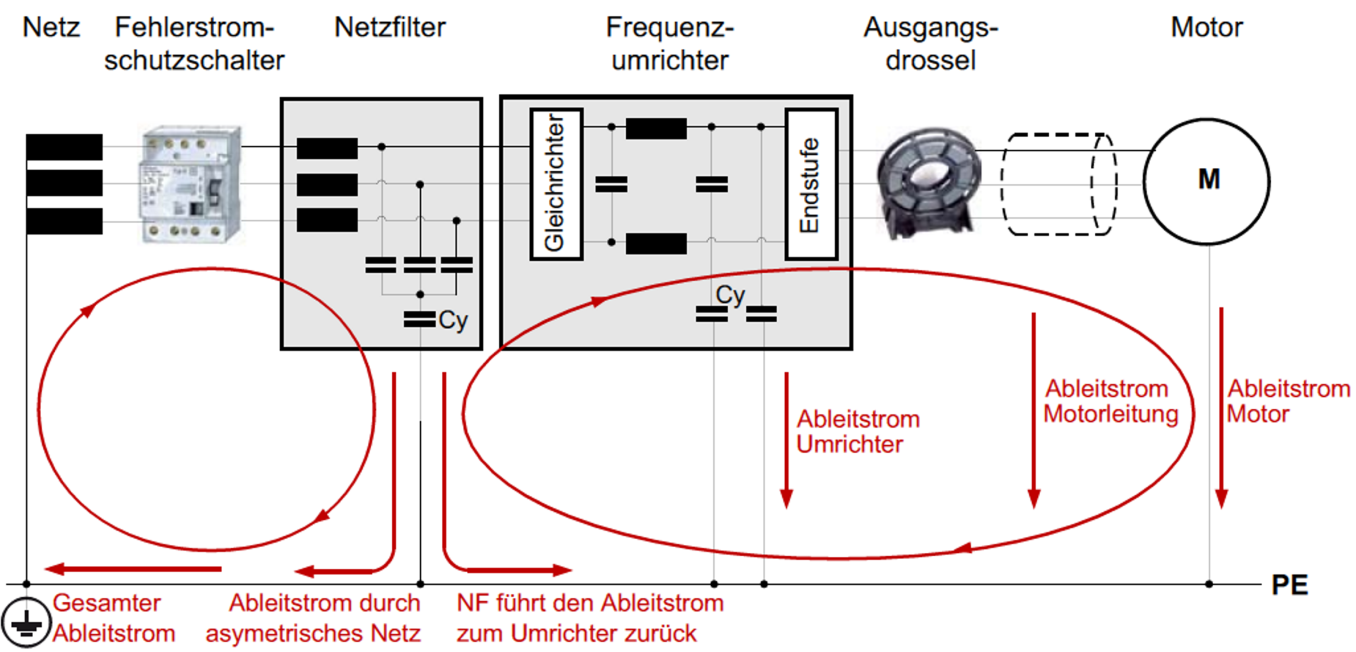 Netz
Fehlerstrom-
schutzschalter
Netzfilter
Frequenz-
umrichter
Ausgangs-
drossel
Motor
Gleichrichter
Endstufe
M
Cy
Cy
Ableitstrom
Umrichter
Ableitstrom
Motorleitung
Ableitstrom
Motor
PE
Gesamter
Ableitstrom
Ableitstrom durch
asymetrisches Netz
NF führt den Ableitstrom
zum Umrichter zurück